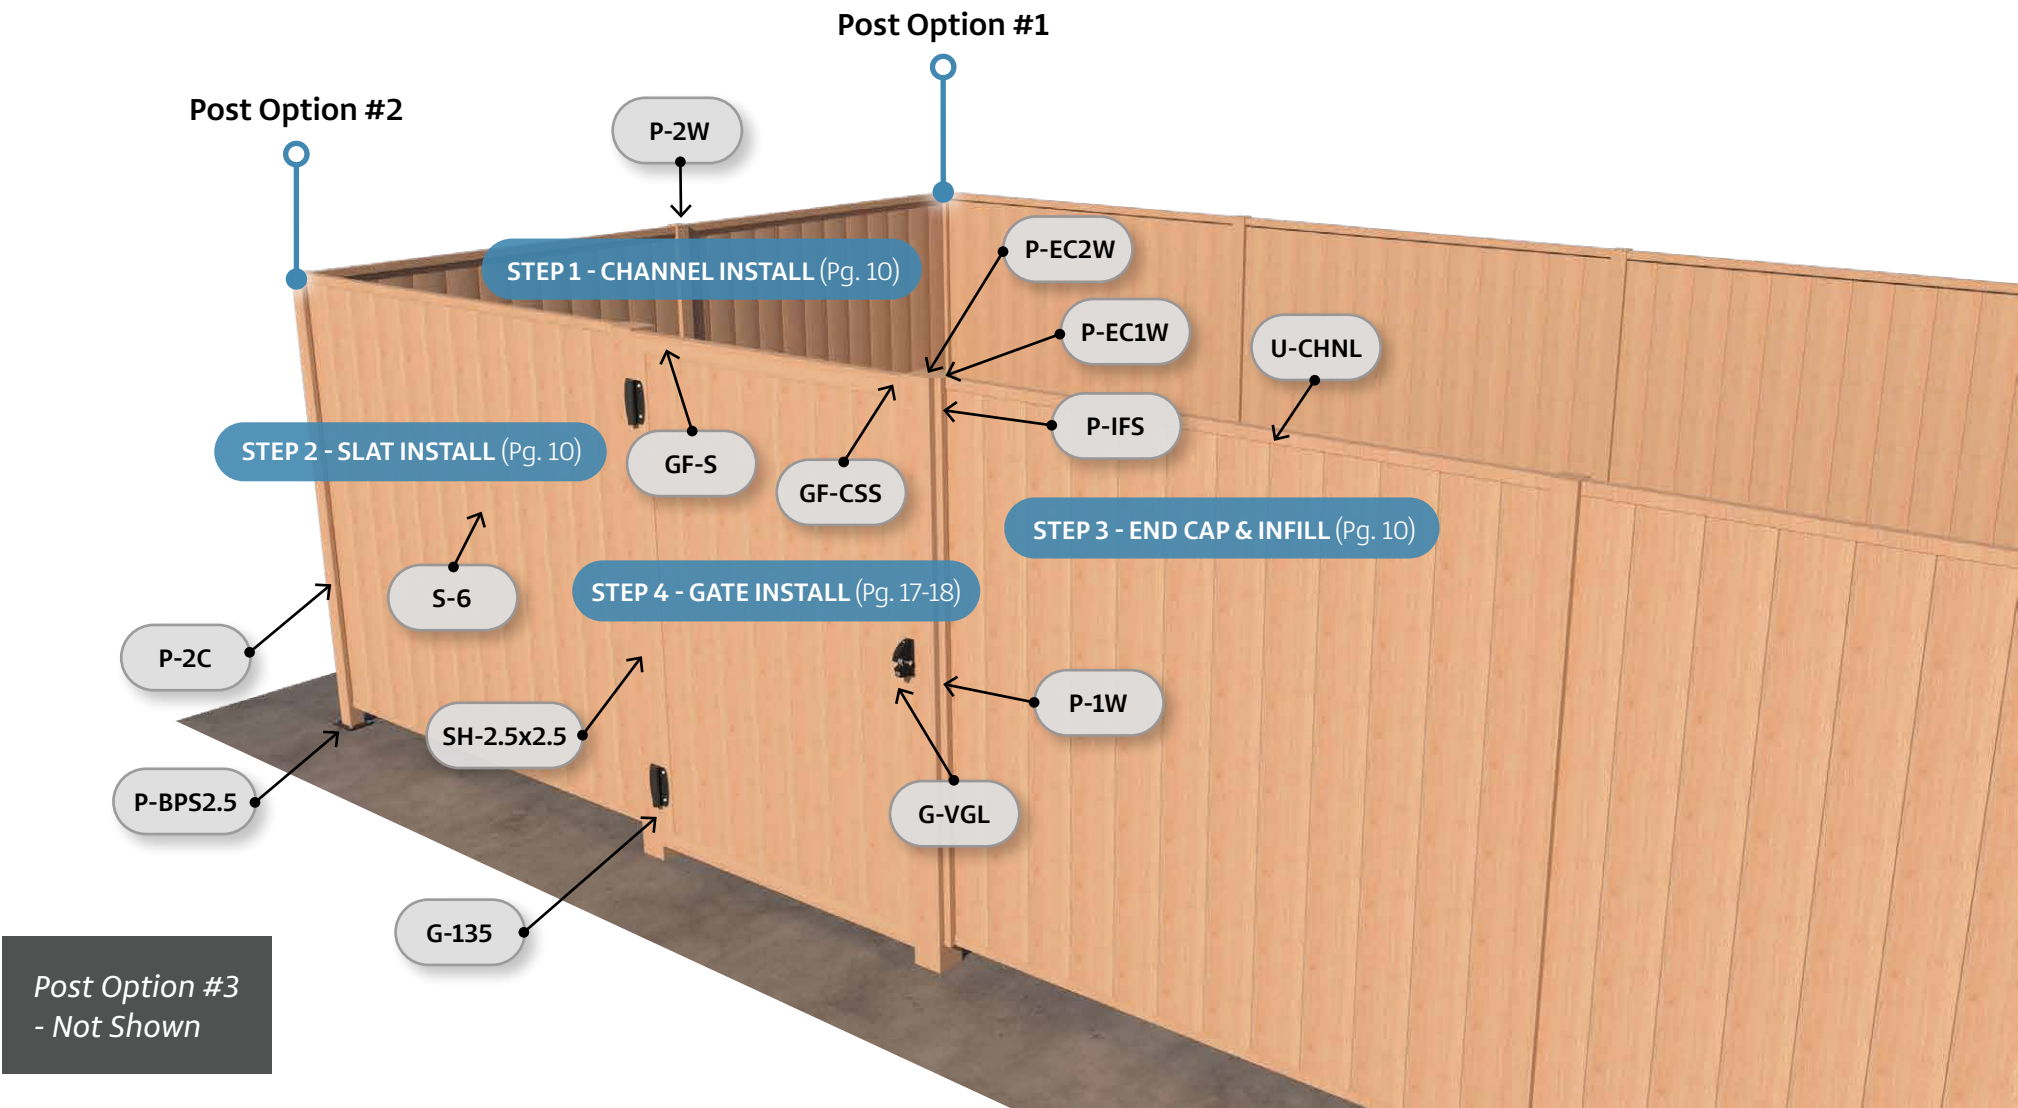 Post Option #1
Post Option #2
P-2W
P-EC2W
STEP 1 - CHANNEL INSTALL (Pg. 10)
P-EC1W
U-CHNL
P-IFS
STEP 2 - SLAT INSTALL (Pg. 10)
GF-S
GF-CSS
STEP 3 - END CAP & INFILL (Pg. 10)
S-6
STEP 4 - GATE INSTALL (Pg. 17-18)
P-2C
P-1W
SH-2.5x2.5
P-BPS2.5
G-VGL
G-135
Post Option #3
- Not Shown